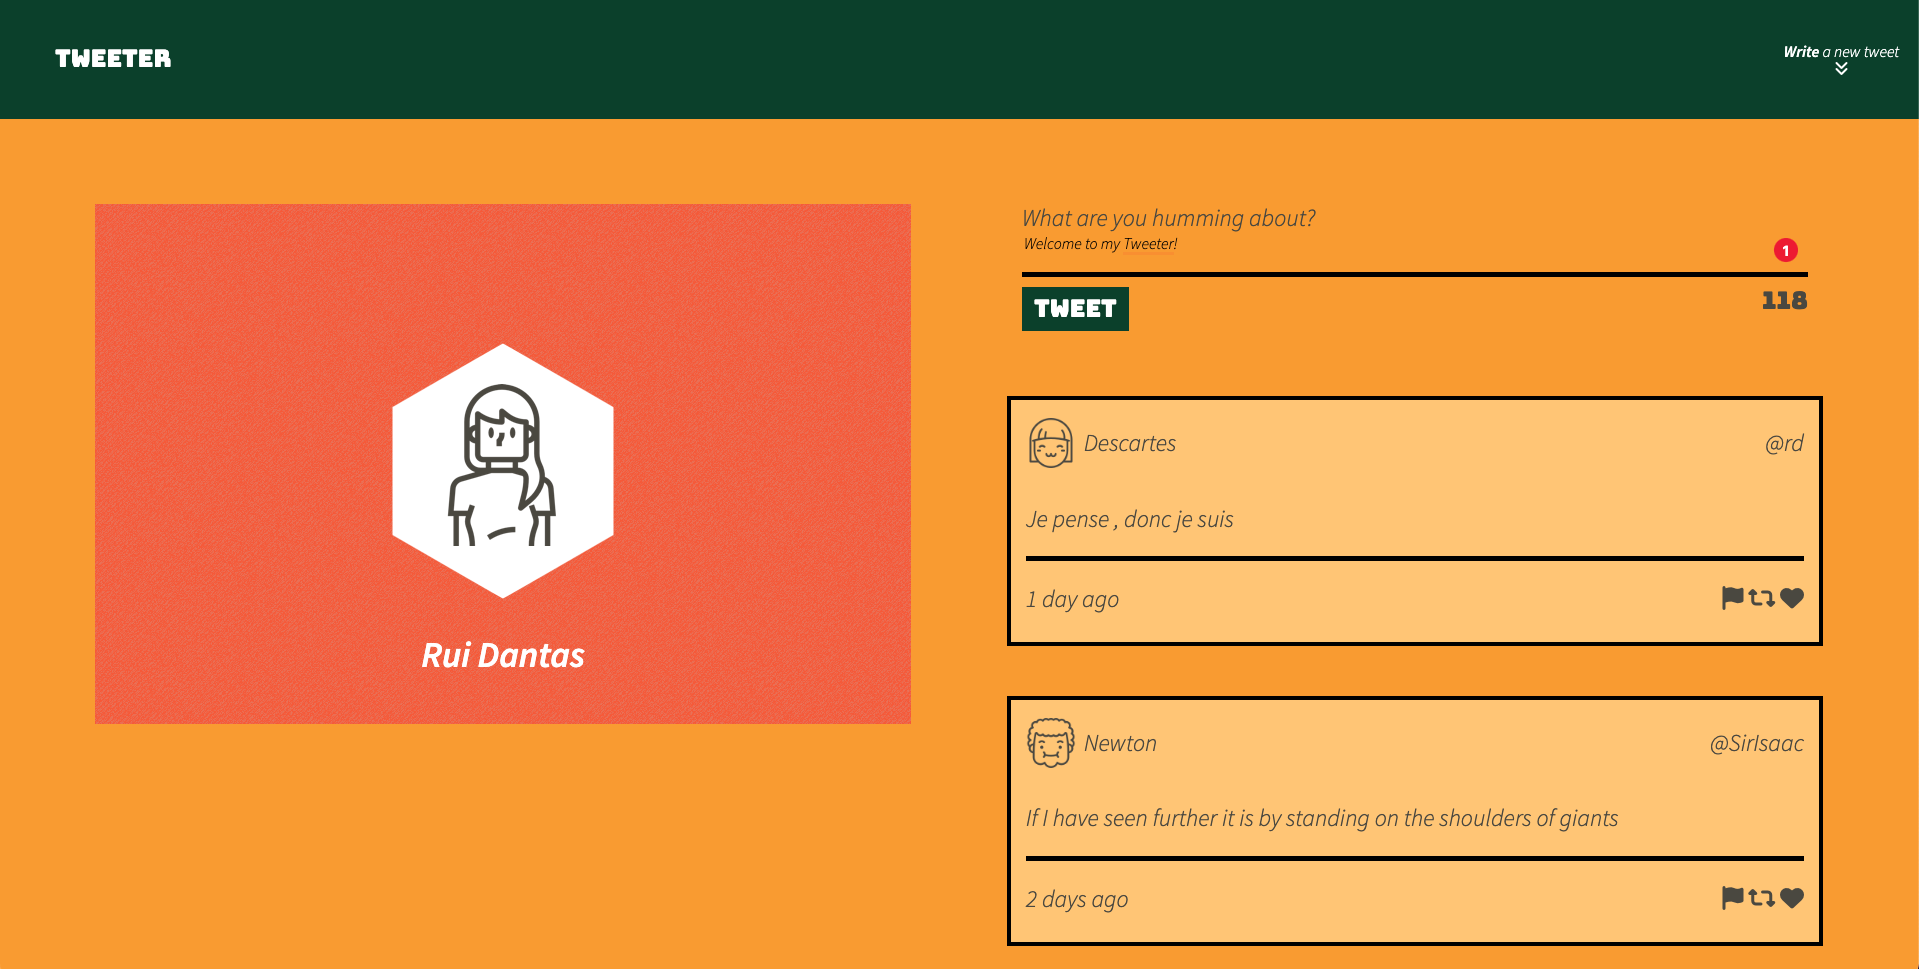 TWEETER
Write a new tweet
Rui Dantas
What are you humming about?
Welcome to my Tweeter!
1
TWEET
118
Descartes
@rd
Je pense , donc je suis
1 day ago
Newton
@SirIsaac
If I have seen further it is by standing on the shoulders of giants
2 days ago